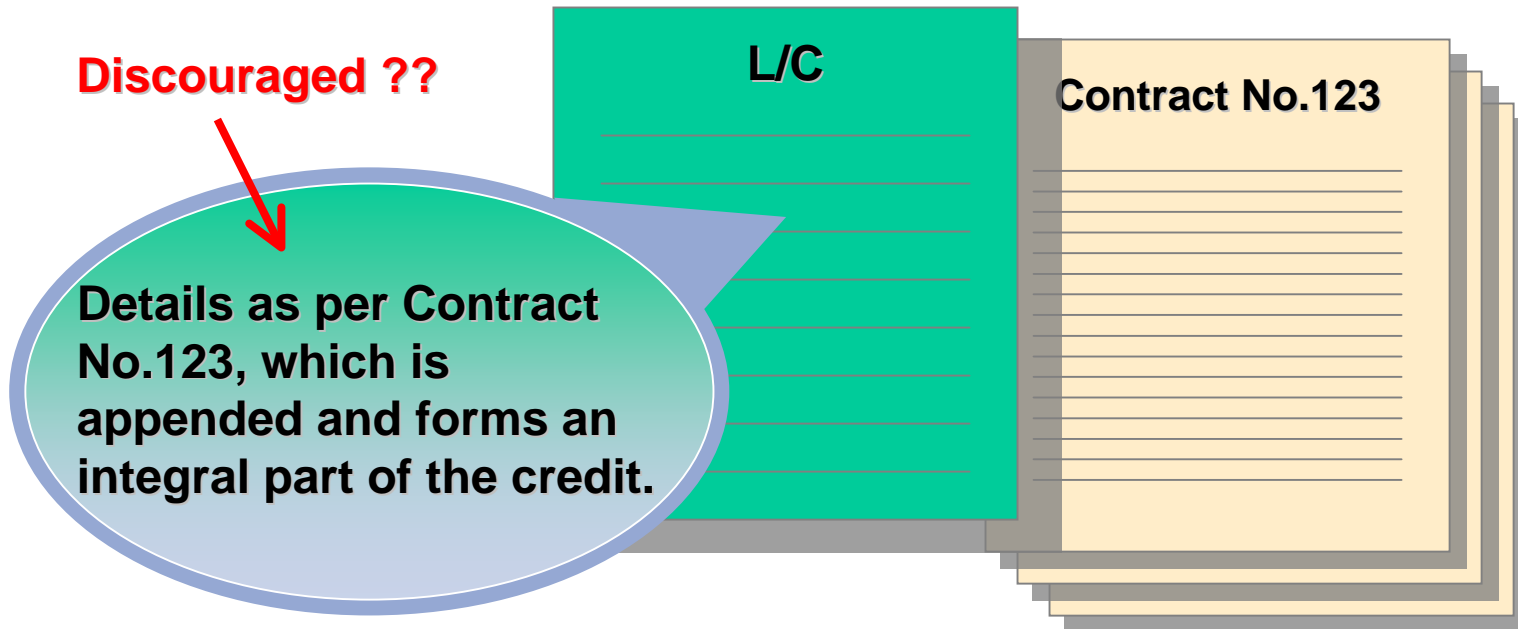 Discouraged ??
L/C
Contract No.123
Details as per Contract
No.123, which is
appended and forms an
integral part of the credit.